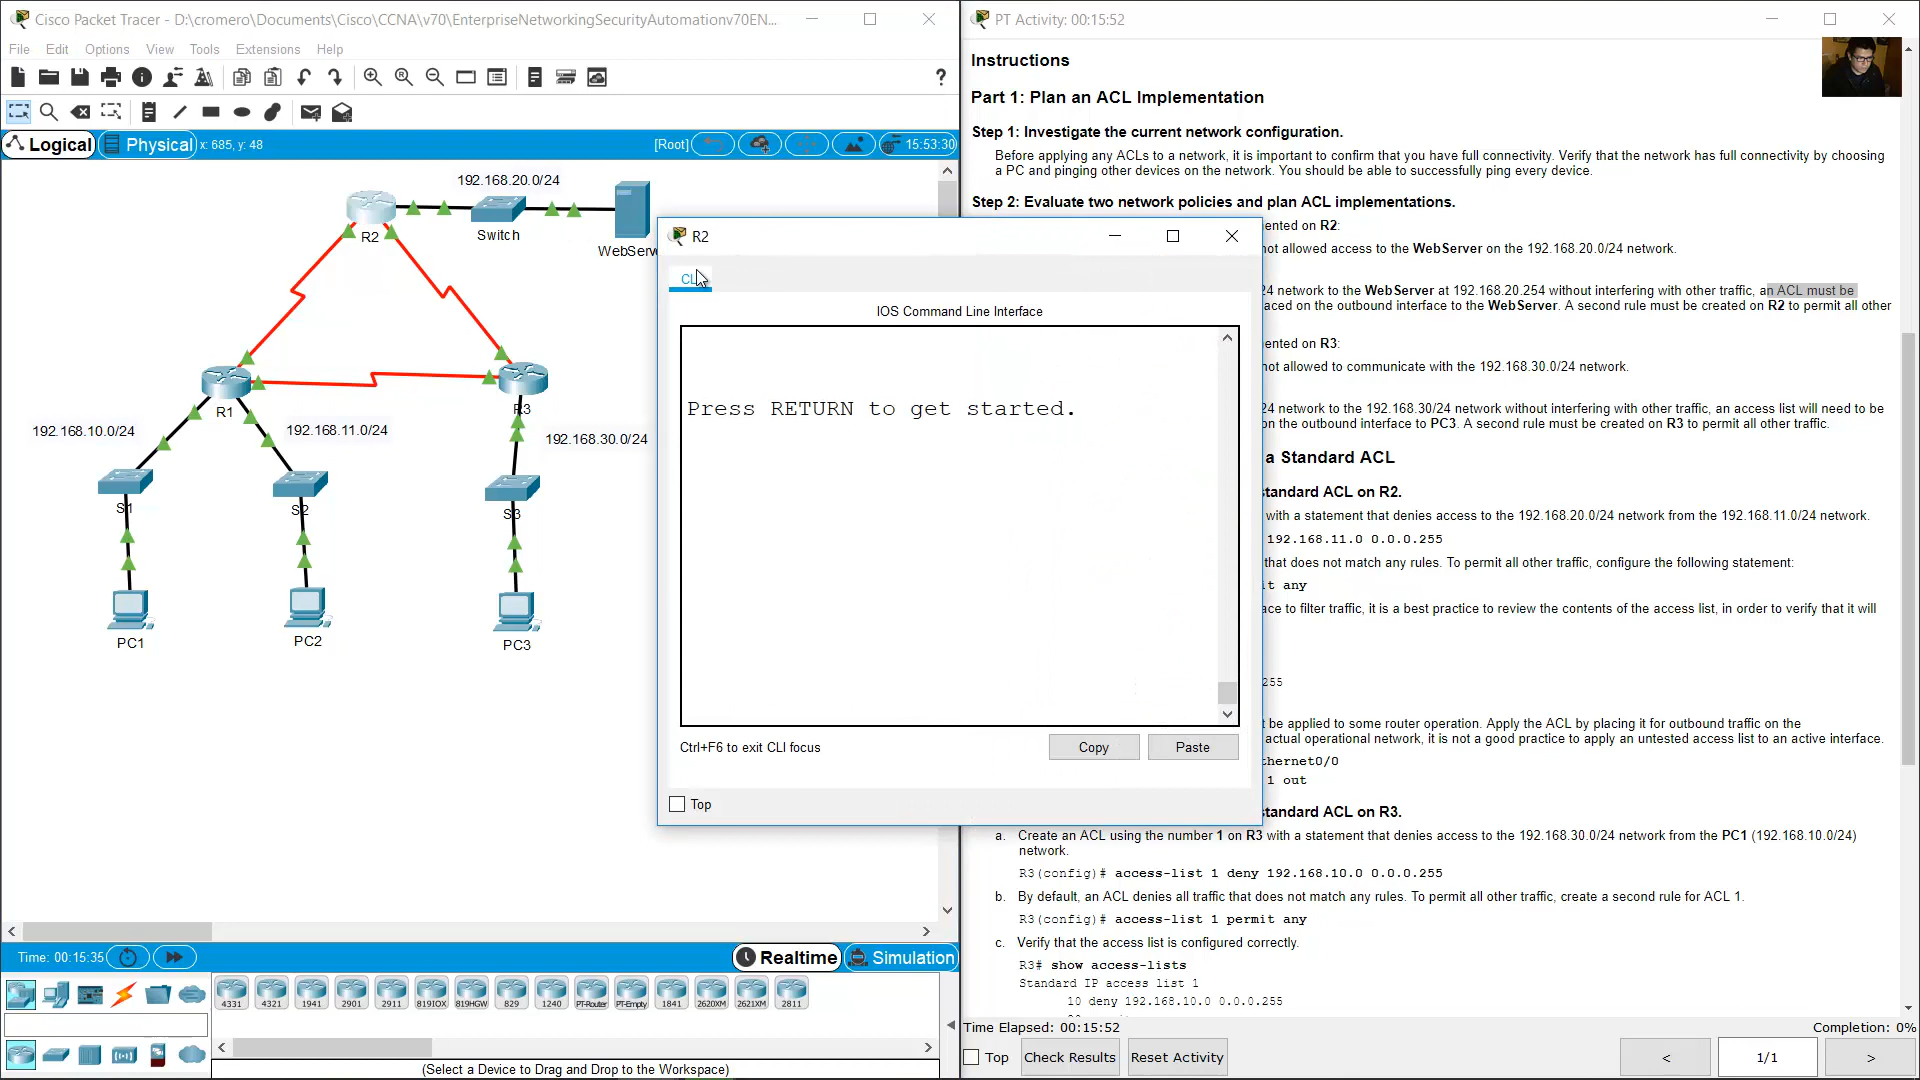 Cisco Packet Tracer - D:\cromero\Documents\Cisco\CCNA\v70\EnterpriseNetworkingSecurityAutomationv70EN...
File Edit Options View Tools Extensions Help
Logical
Physical
x: 685, y: 48
[Root]
15:53:30
192.168.20.0/24
R2
Switch
WebServe
R1
R3
192.168.10.0/24
192.168.11.0/24
192.168.30.0/24
S1
S2
S3
PC1
PC2
PC3
R2
CL
IOS Command Line Interface
Press RETURN to get started.
Ctrl+F6 to exit CLI focus
Copy
Paste
Top
Time: 00:15:35
Realtime
Simulation
4331 4321 1941 2901 2911 819IOX 819HGW 829 1240 PT-Router PT-Empty 1841 2620XM 2621XM 2811
(Select a Device to Drag and Drop to the Workspace)
PT Activity: 00:15:52
Instructions
Part 1: Plan an ACL Implementation
Step 1: Investigate the current network configuration.
Before applying any ACLs to a network, it is important to confirm that you have full connectivity. Verify that the network has full connectivity by choosing
a PC and pinging other devices on the network. You should be able to successfully ping every device.
Step 2: Evaluate two network policies and plan ACL implementations.
ented on R2:
not allowed access to the WebServer on the 192.168.20.0/24 network.
24 network to the WebServer at 192.168.20.254 without interfering with other traffic, an ACL must be
aced on the outbound interface to the WebServer. A second rule must be created on R2 to permit all other
ented on R3:
not allowed to communicate with the 192.168.30.0/24 network.
24 network to the 192.168.30/24 network without interfering with other traffic, an access list will need to be
on the outbound interface to PC3. A second rule must be created on R3 to permit all other traffic.
a Standard ACL
standard ACL on R2.
with a statement that denies access to the 192.168.20.0/24 network from the 192.168.11.0/24 network.
192.168.11.0 0.0.0.255
that does not match any rules. To permit all other traffic, configure the following statement:
it any
ace to filter traffic, it is a best practice to review the contents of the access list, in order to verify that it will
255
t be applied to some router operation. Apply the ACL by placing it for outbound traffic on the
actual operational network, it is not a good practice to apply an untested access list to an active interface.
hernet0/0
1 out
standard ACL on R3.
a. Create an ACL using the number 1 on R3 with a statement that denies access to the 192.168.30.0/24 network from the PC1 (192.168.10.0/24)
network.
R3(config)# access-list 1 deny 192.168.10.0 0.0.0.255
b. By default, an ACL denies all traffic that does not match any rules. To permit all other traffic, create a second rule for ACL 1.
R3(config)# access-list 1 permit any
c. Verify that the access list is configured correctly.
R3# show access-lists
Standard IP access list 1
10 deny 192.168.10.0 0.0.0.255
Time Elapsed: 00:15:52
Completion: 0%
Top
Check Results
Reset Activity
<
1/1
>